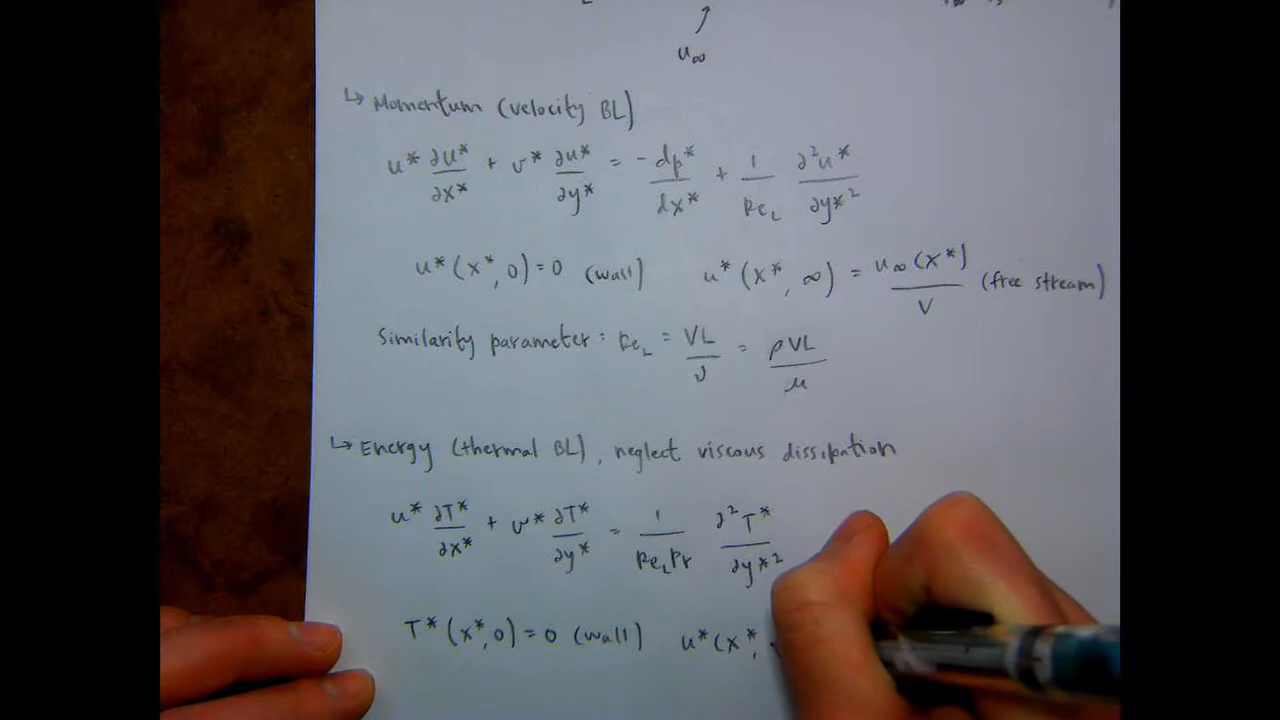 u∞
↳ Momentum (velocity BL)
u* ∂u*/∂x* + v* ∂u*/∂y* = - dp*/dx* + 1/Re_L ∂²u*/∂y*²
u*(x*, 0) = 0 (wall) u*(x*, ∞) = u∞(x*)/V (free stream)
Similarity parameter = Re_L = VL/ν = ρVL/μ
↳ Energy (thermal BL), neglect viscous dissipation
u* ∂T*/∂x* + v* ∂T*/∂y* = 1/Re_L Pr ∂²T*/∂y*²
T*(x*, 0) = 0 (wall) u*(x*,